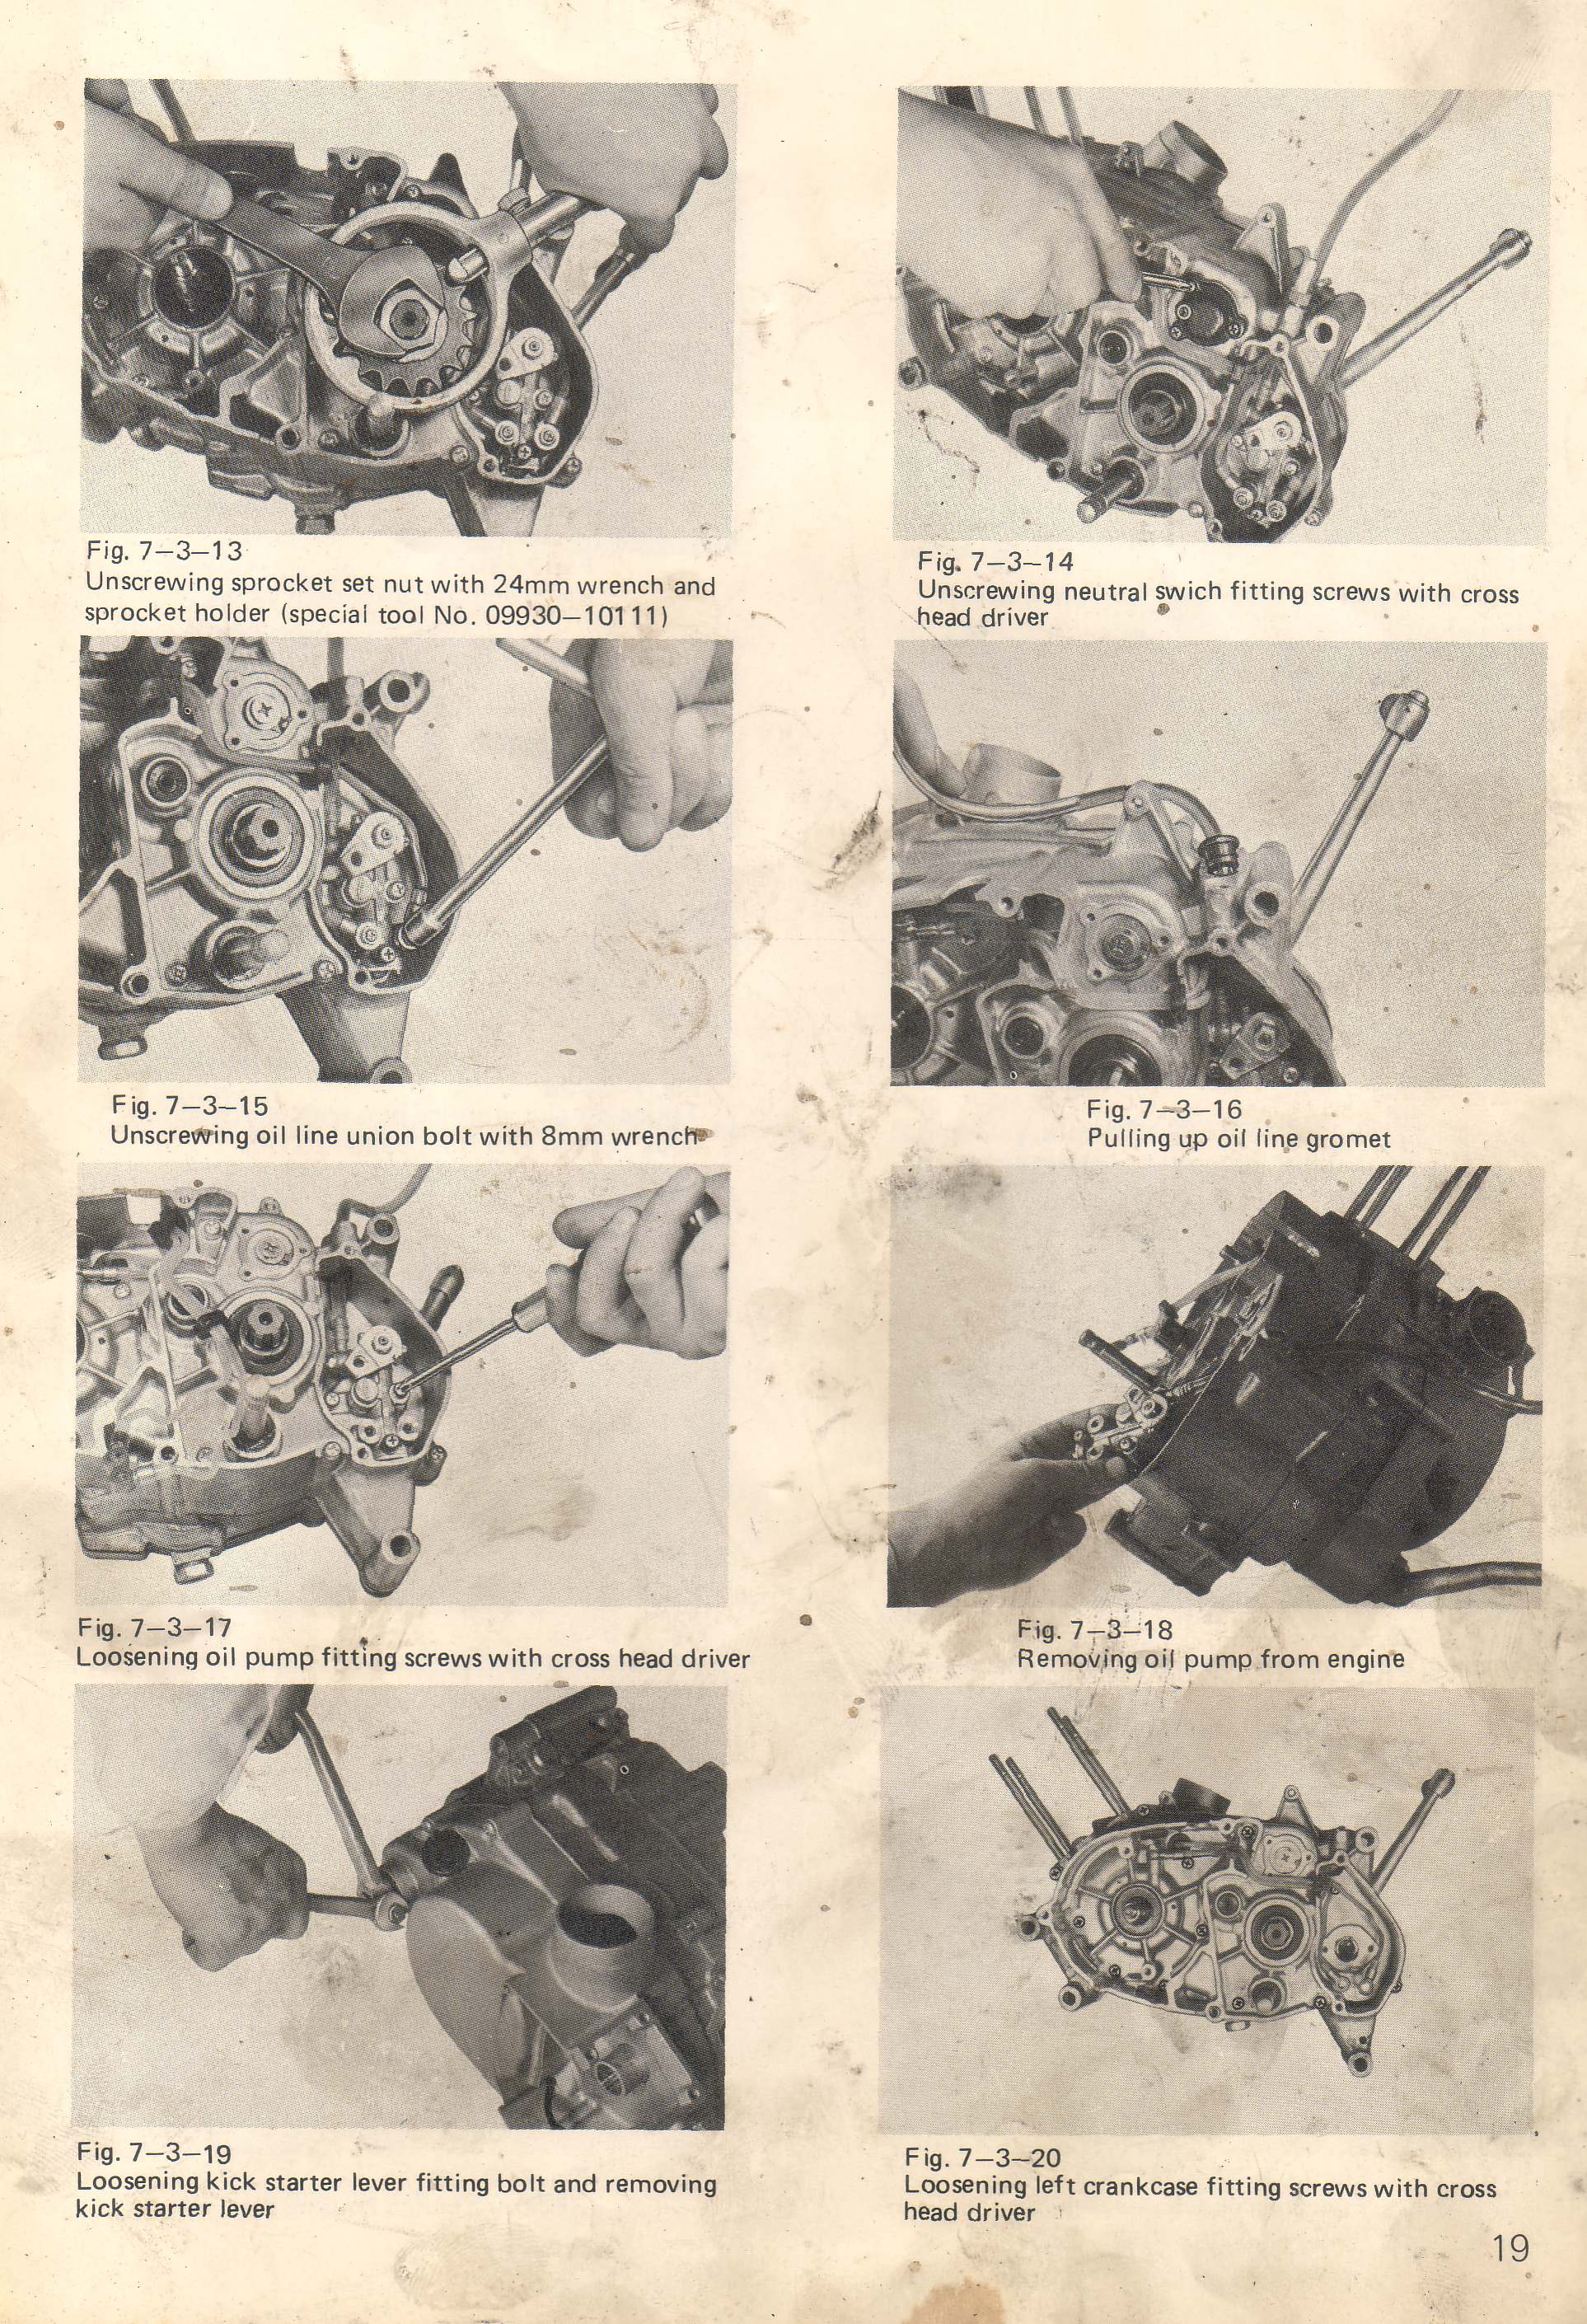 Fig. 7—3—13
Unscrewing sprocket set nut with 24mm wrench and
sprocket holder (special tool No. 09930—10111)
Fig. 7—3—14
Unscrewing neutral swich fitting screws with cross
head driver
Fig. 7—3—15
Unscrewing oil line union bolt with 8mm wrench
Fig. 7—3—16
Pulling up oil line gromet
Fig. 7—3—17
Loosening oil pump fitting screws with cross head driver
Fig. 7—3—18
Removing oil pump from engine
Fig. 7—3—19
Loosening kick starter lever fitting bolt and removing
kick starter lever
Fig. 7—3—20
Loosening left crankcase fitting screws with cross
head driver
19